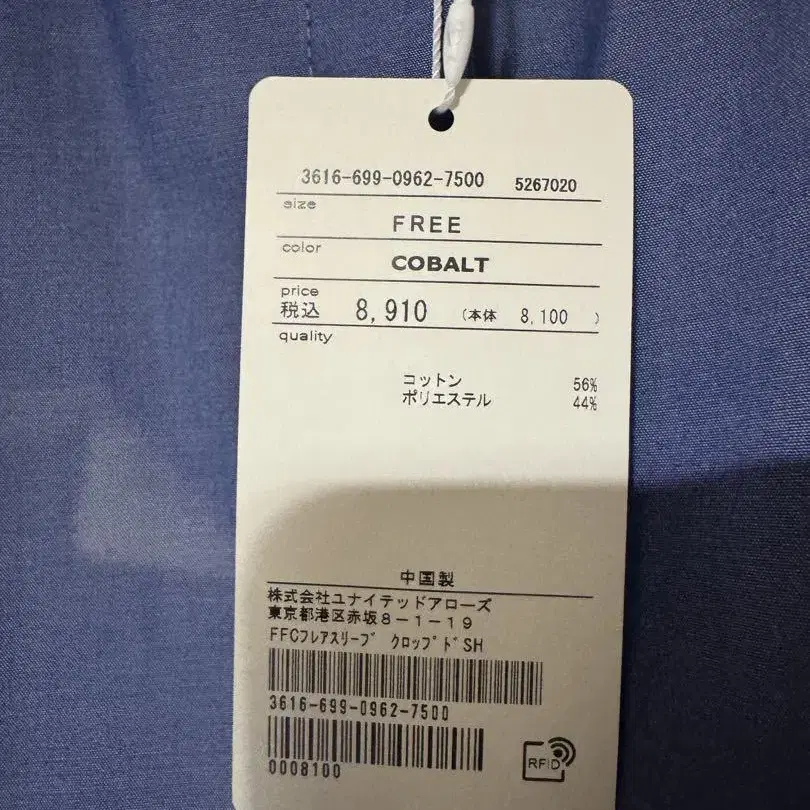 3616-699-0962-7500 5267020
size
FREE
color
COBALT
price
税込 8,910 (本体 8,100 )
quality
コットン 56%
ポリエステル 44%
中国製
株式会社ユナイテッドアローズ
東京都港区赤坂8-1-19
FFCフレアスリーブ クロップドSH
3616-699-0962-7500
0008100
RFID